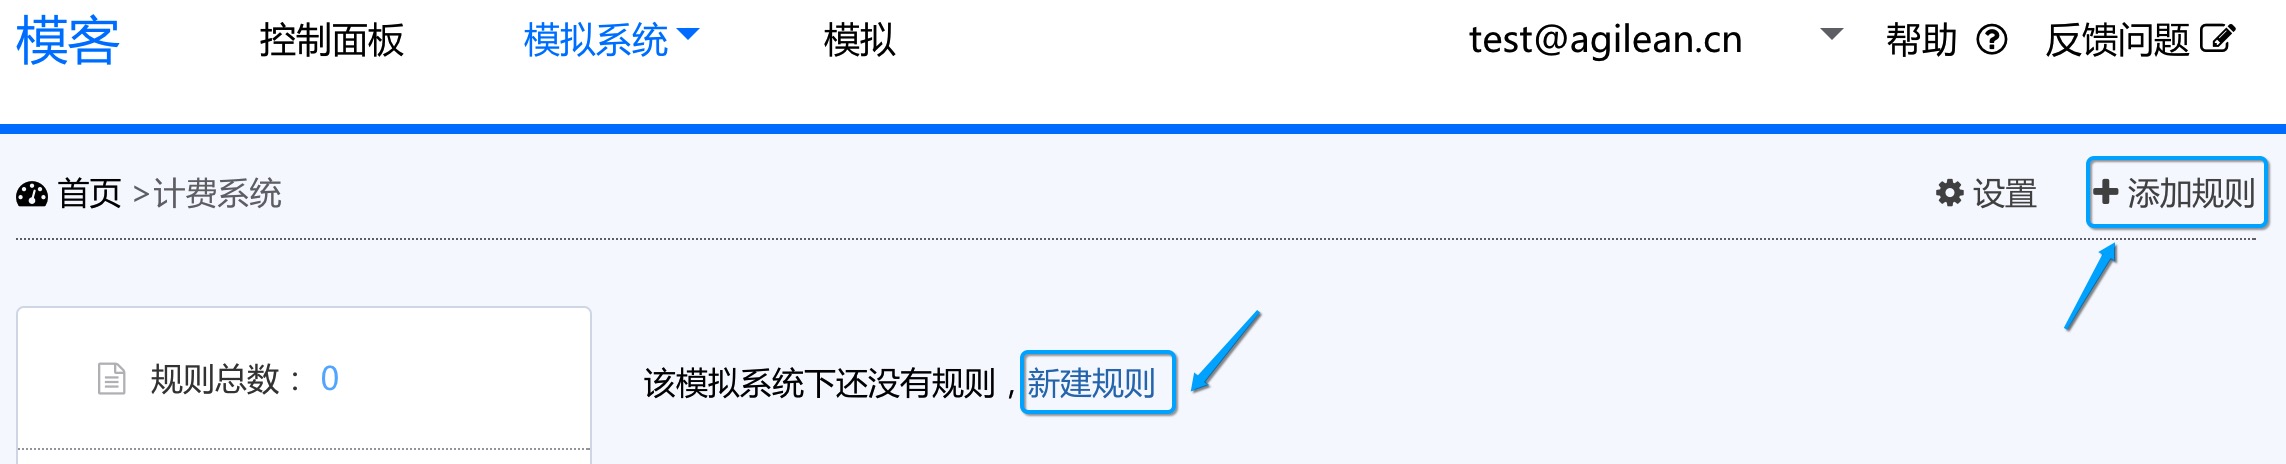 模客 控制面板 模拟系统 模拟 test@agilean.cn 帮助 反馈问题
首页 >计费系统 设置 添加规则
规则总数： 0
该模拟系统下还没有规则，新建规则